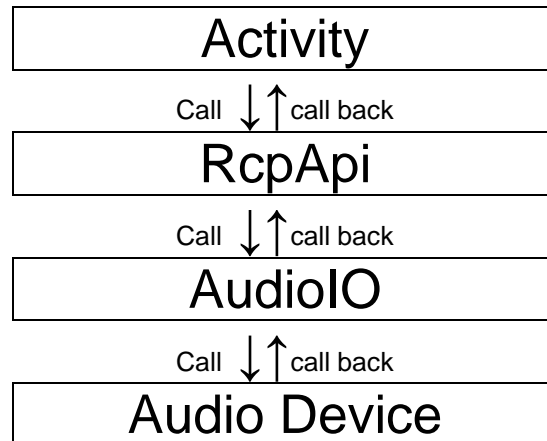 Activity
Call call back
RcpApi
Call call back
AudioIO
Call call back
Audio Device